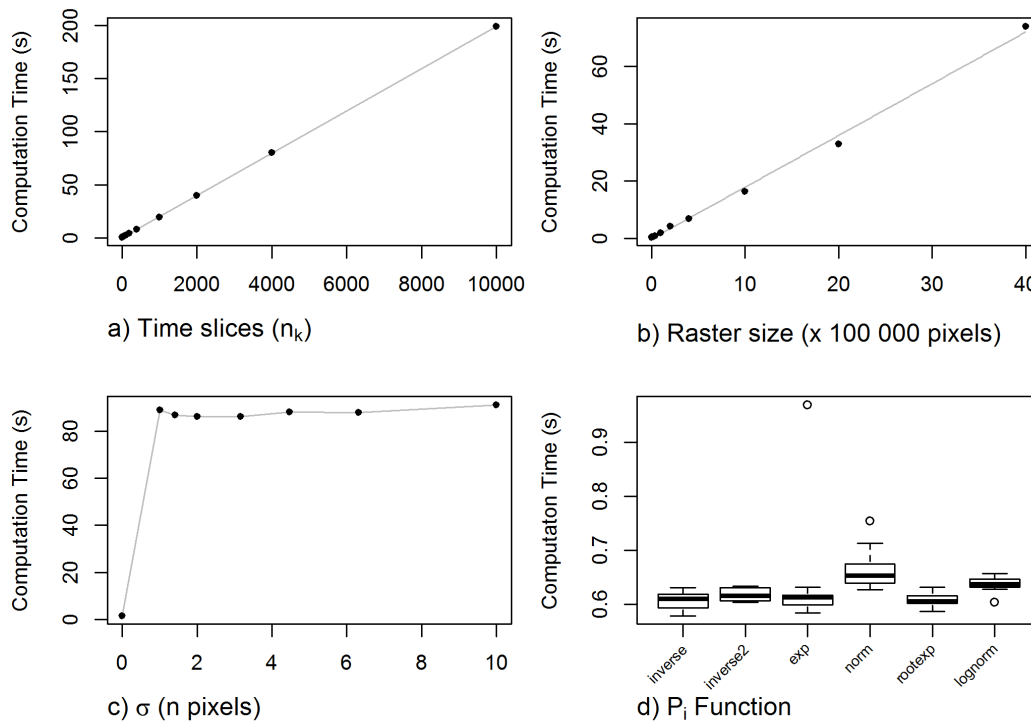 Computation Time (s)
0 50 100 150 200
0 2000 4000 6000 8000 10000
a) Time slices (nₖ)
Computation Time (s)
0 20 40 60
0 10 20 30 40
b) Raster size (x 100 000 pixels)
Computation Time (s)
0 20 40 60 80
0 2 4 6 8 10
c) σ (n pixels)
Computaton Time (s)
0.6 0.7 0.8 0.9
inverse inverse2 exp norm rootexp lognorm
d) Pᵢ Function